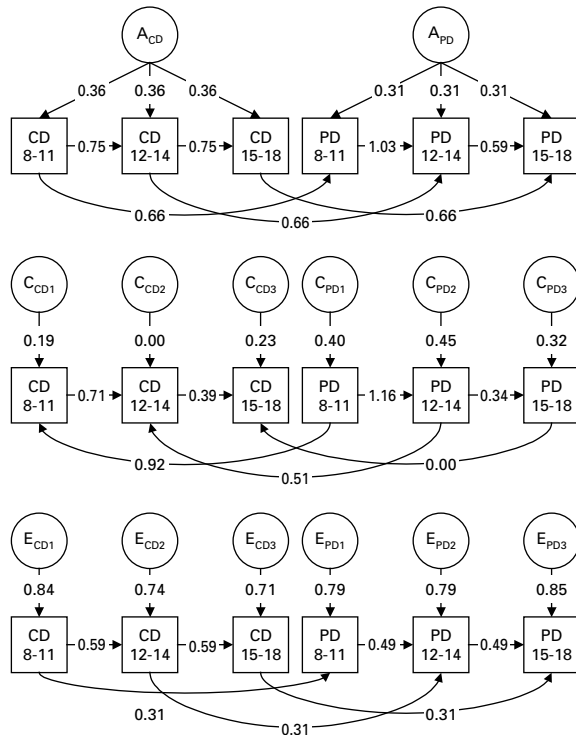 A_CD A_PD
0.36 0.36 0.36 0.31 0.31 0.31
CD CD CD PD PD PD
8-11 0.75 12-14 0.75 15-18 8-11 1.03 12-14 0.59 15-18
0.66 0.66 0.66
C_CD1 C_CD2 C_CD3 C_PD1 C_PD2 C_PD3
0.19 0.00 0.23 0.40 0.45 0.32
CD CD CD PD PD PD
8-11 0.71 12-14 0.39 15-18 8-11 1.16 12-14 0.34 15-18
0.92 0.51 0.00
E_CD1 E_CD2 E_CD3 E_PD1 E_PD2 E_PD3
0.84 0.74 0.71 0.79 0.79 0.85
CD CD CD PD PD PD
8-11 0.59 12-14 0.59 15-18 8-11 0.49 12-14 0.49 15-18
0.31 0.31 0.31